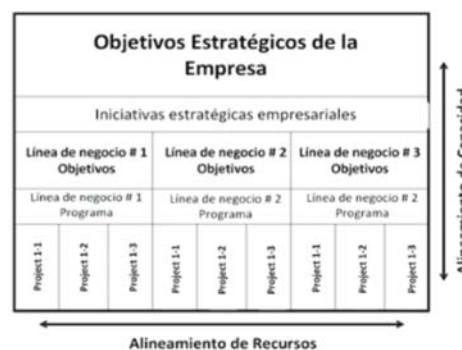 Objetivos Estratégicos de la
Empresa
Iniciativas estratégicas empresariales
Línea de negocio # 1
Objetivos
Línea de negocio # 2
Objetivos
Línea de negocio # 3
Objetivos
Línea de negocio # 1
Programa
Línea de negocio # 2
Programa
Línea de negocio # 2
Programa
Project 1-1
Project 1-2
Project 1-3
Project 1-1
Project 1-2
Project 1-3
Project 1-1
Project 1-2
Project 1-3
Alineamiento de Capacidad
Alineamiento de Recursos